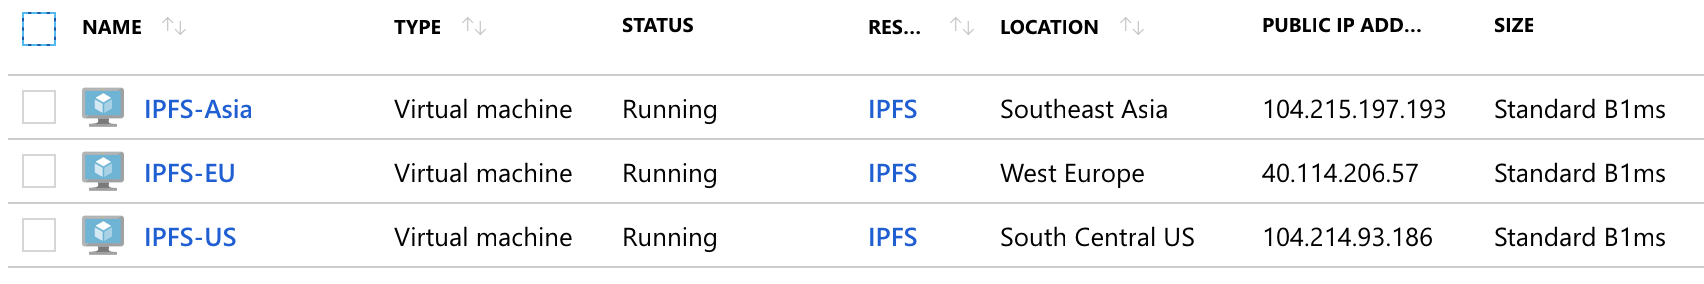 NAME TYPE STATUS RES... LOCATION PUBLIC IP ADD... SIZE
IPFS-Asia Virtual machine Running IPFS Southeast Asia 104.215.197.193 Standard B1ms
IPFS-EU Virtual machine Running IPFS West Europe 40.114.206.57 Standard B1ms
IPFS-US Virtual machine Running IPFS South Central US 104.214.93.186 Standard B1ms